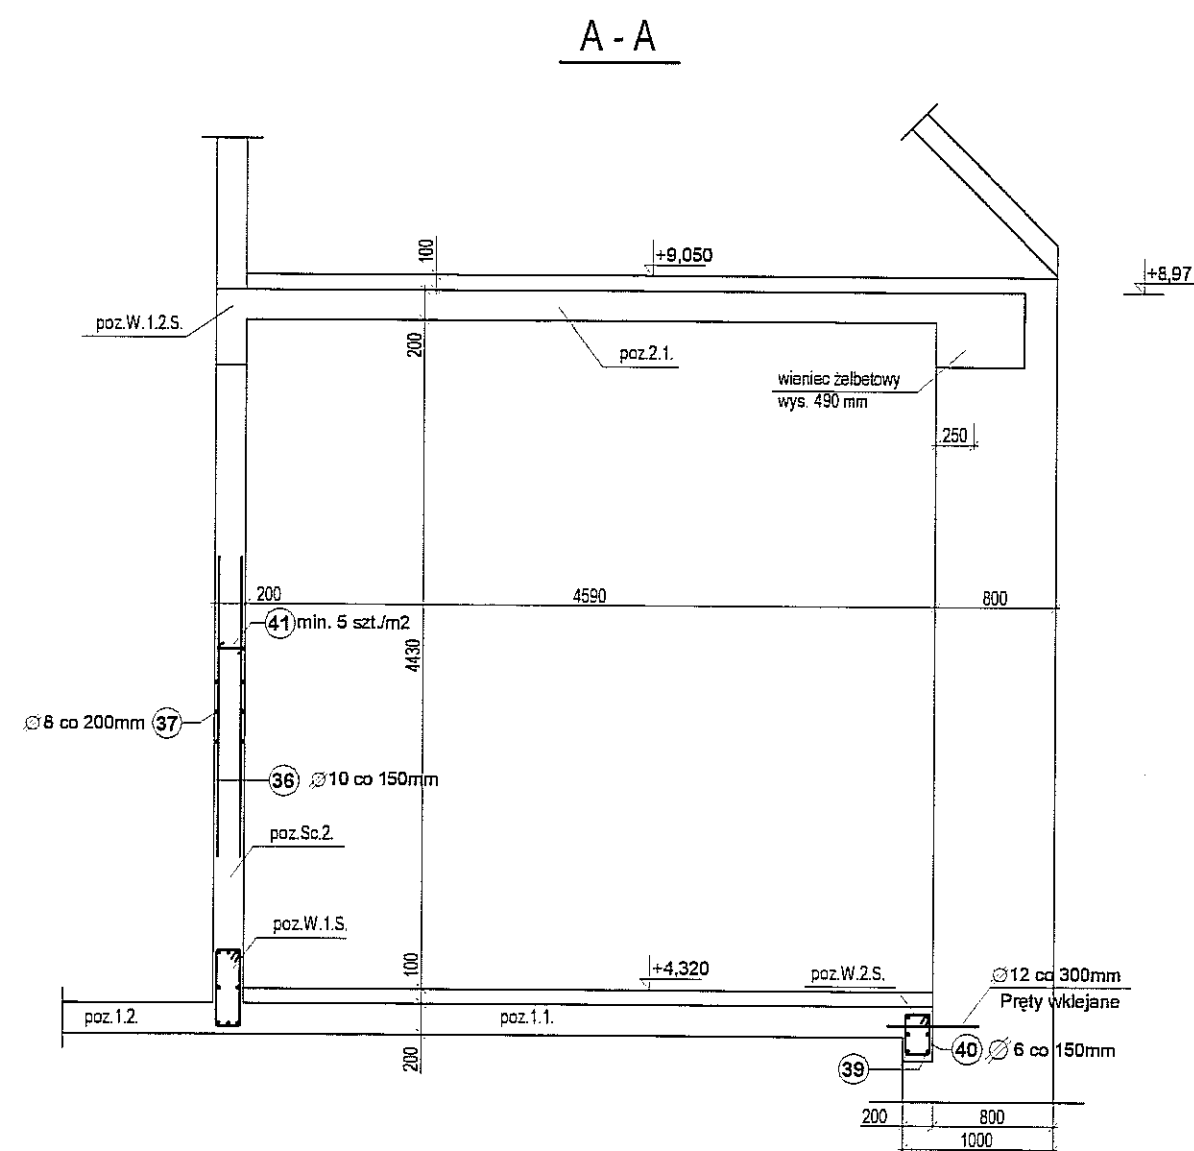 A - A
100
+9,050
+8,97
poz.W.1.2.S.
200
poz.2.1.
wieniec żelbetowy
wys. 490 mm
250
200
4590
800
41 min. 5 szt./m2
4430
Ø8 co 200mm 37
36 Ø10 co 150mm
poz.Sc.2.
poz.W.1.S.
100
+4,320
poz.W.2.S.
Ø12 co 300mm
Pręty wklejane
poz.1.2.
poz.1.1.
200
40 Ø 6 co 150mm
39
200
800
1000